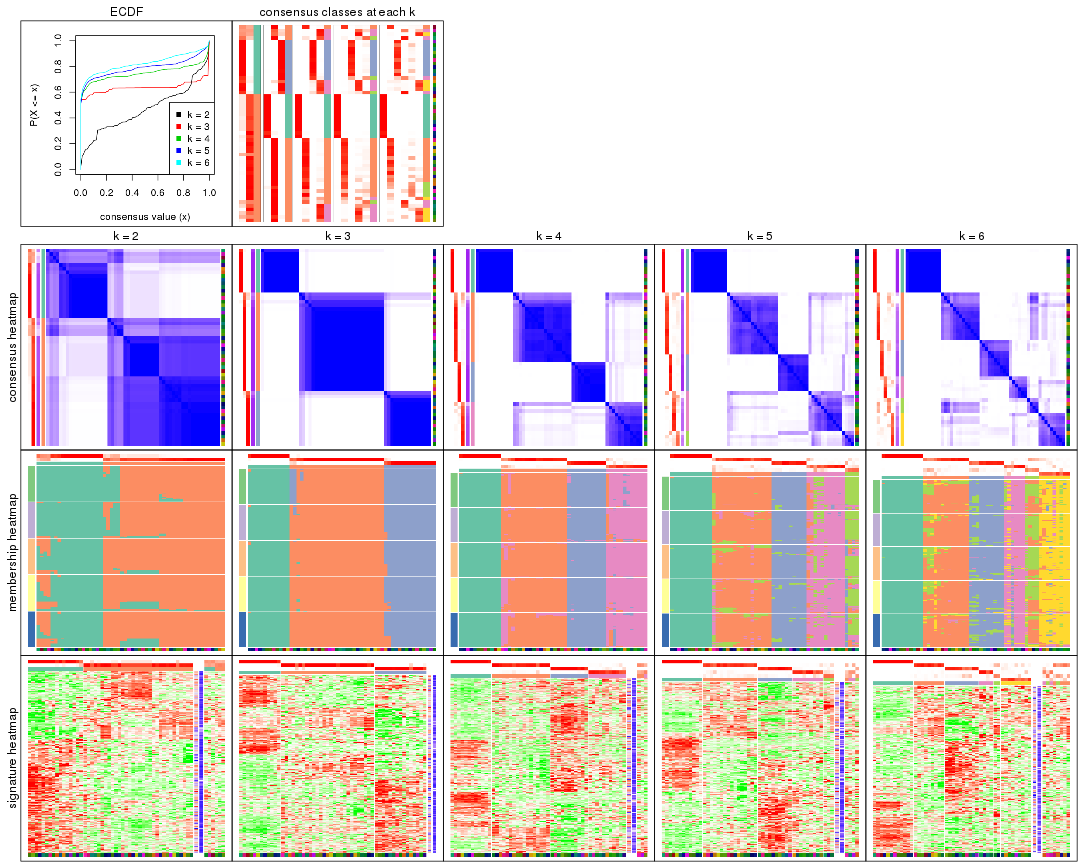 ECDF
consensus classes at each k
P(X <= x)
1.0
0.8
0.6
0.4
0.2
0.0
k = 2
k = 3
k = 4
k = 5
k = 6
0.0 0.2 0.4 0.6 0.8 1.0
consensus value (x)
k = 2
k = 3
k = 4
k = 5
k = 6
consensus heatmap
membership heatmap
signature heatmap